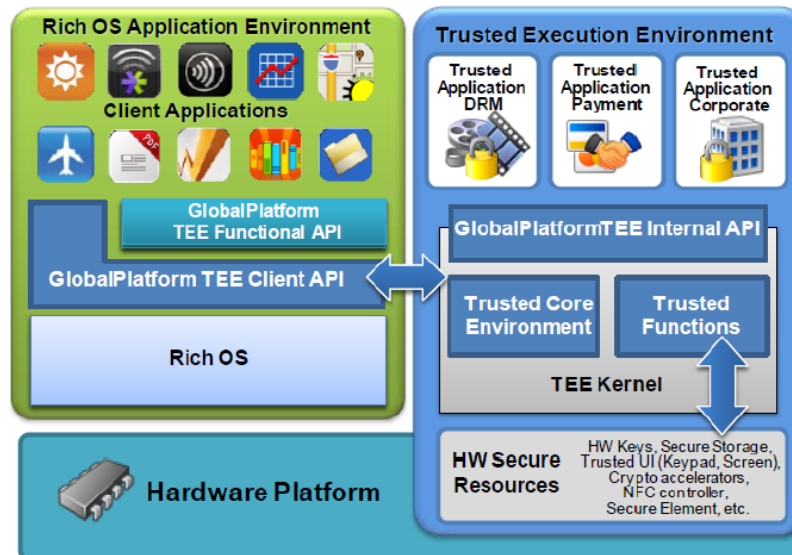 Rich OS Application Environment
Client Applications
PDF
GlobalPlatform
TEE Functional API
GlobalPlatform TEE Client API
Rich OS
Hardware Platform
Trusted Execution Environment
Trusted
Application
DRM
Trusted
Application
Payment
Trusted
Application
Corporate
GlobalPlatformTEE Internal API
Trusted Core
Environment
Trusted
Functions
TEE Kernel
HW Secure
Resources
HW Keys, Secure Storage,
Trusted UI (Keypad, Screen),
Crypto accelerators,
NFC controller,
Secure Element, etc.